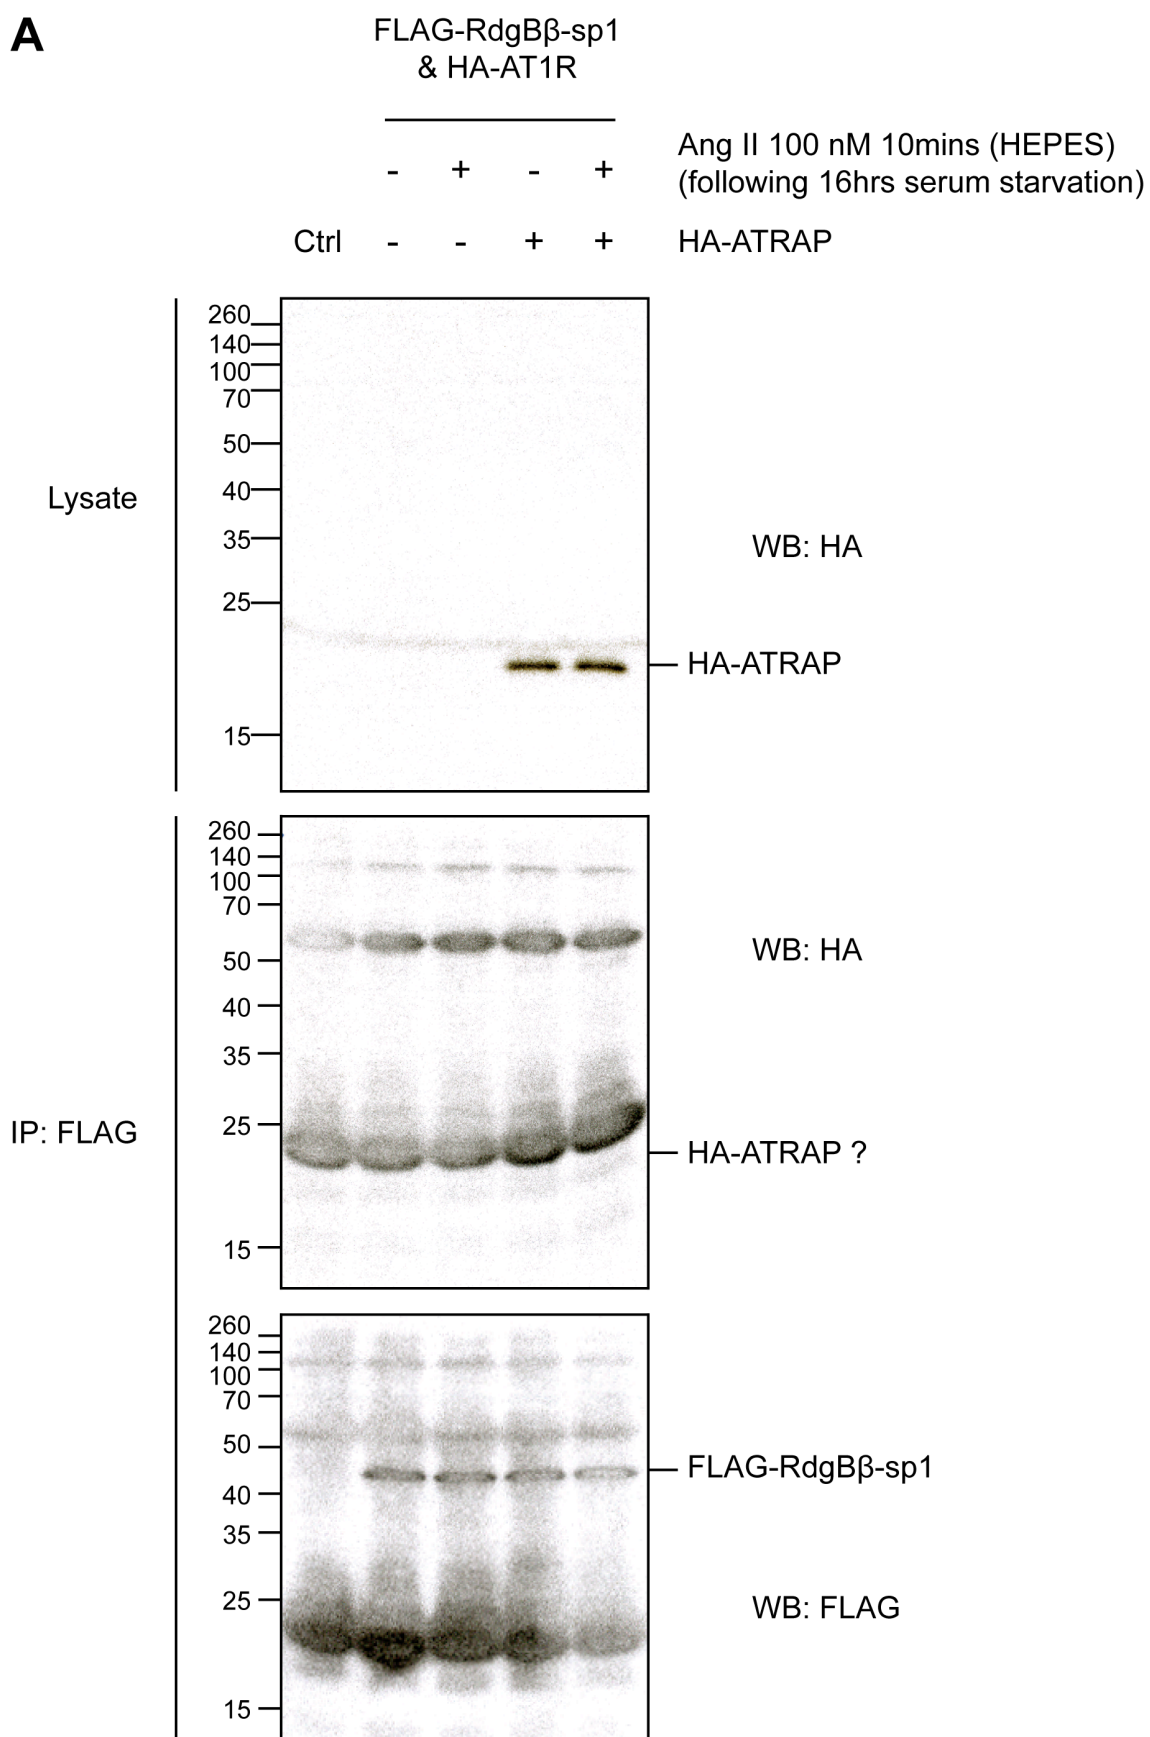 A
FLAG-RdgBβ-sp1
& HA-AT1R
Ang II 100 nM 10mins (HEPES)
- + - +
(following 16hrs serum starvation)
Ctrl - - + + HA-ATRAP
260
140
100
70
50
40
Lysate
35
WB: HA
25
HA-ATRAP
15
260
140
100
70
50
WB: HA
40
35
25
IP: FLAG
HA-ATRAP ?
15
260
140
100
70
50
FLAG-RdgBβ-sp1
40
35
25
WB: FLAG
15